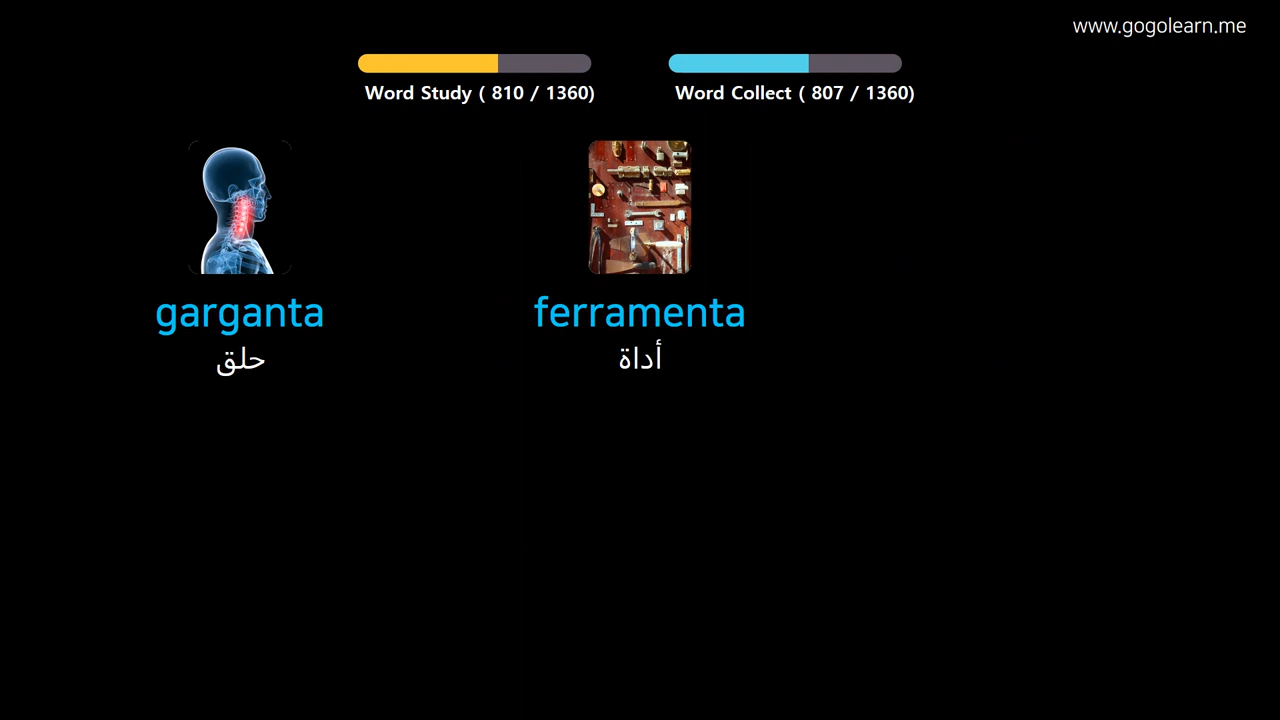 www.gogolearn.me
Word Study ( 810 / 1360)
Word Collect ( 807 / 1360)
garganta
حلق
ferramenta
أداة